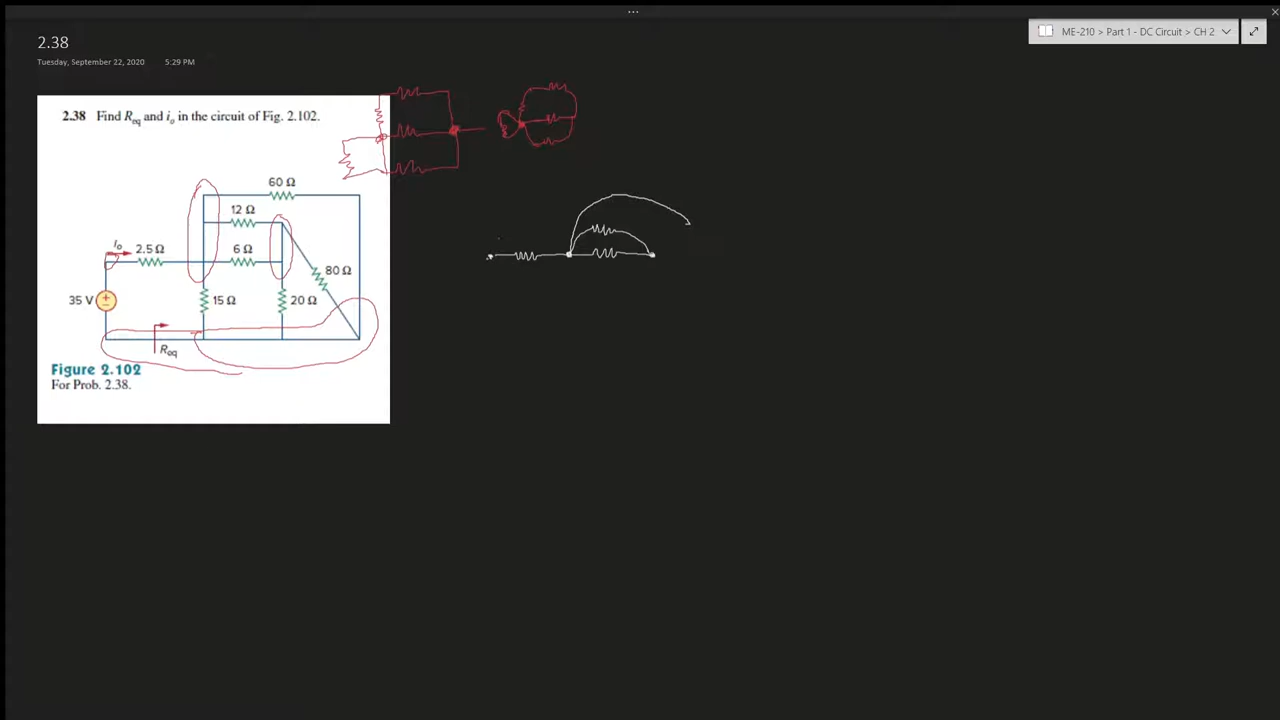 ...
ME-210 > Part 1 - DC Circuit > CH 2
2.38
Tuesday, September 22, 2020 5:29 PM
2.38 Find Req and io in the circuit of Fig. 2.102.
60 Ω
12 Ω
io
2.5 Ω
6 Ω
80 Ω
35 V
+
−
15 Ω
20 Ω
Req
Figure 2.102
For Prob. 2.38.